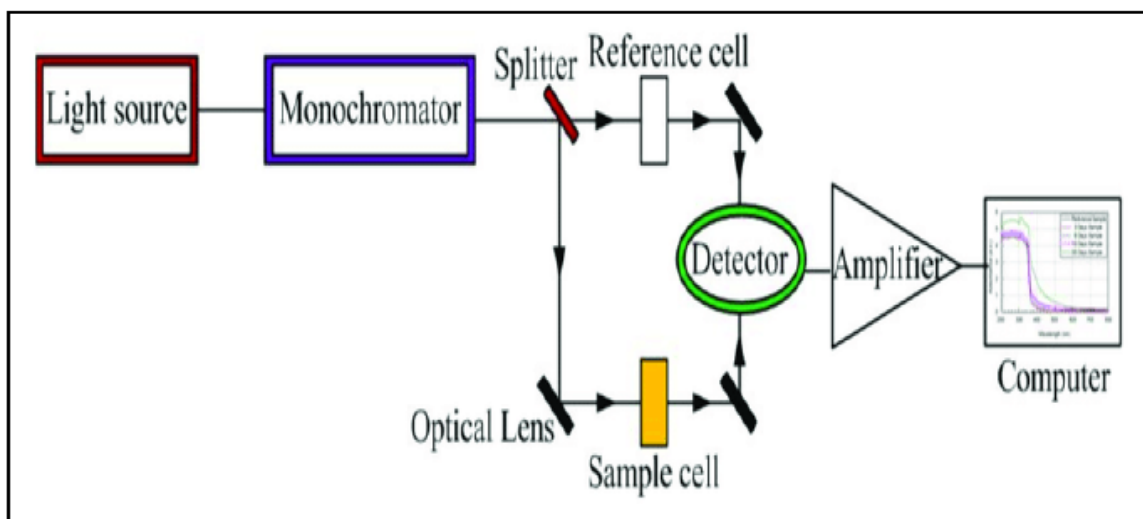 Light source
Monochromator
Splitter
Reference cell
Detector
Amplifier
Optical Lens
Sample cell
Computer